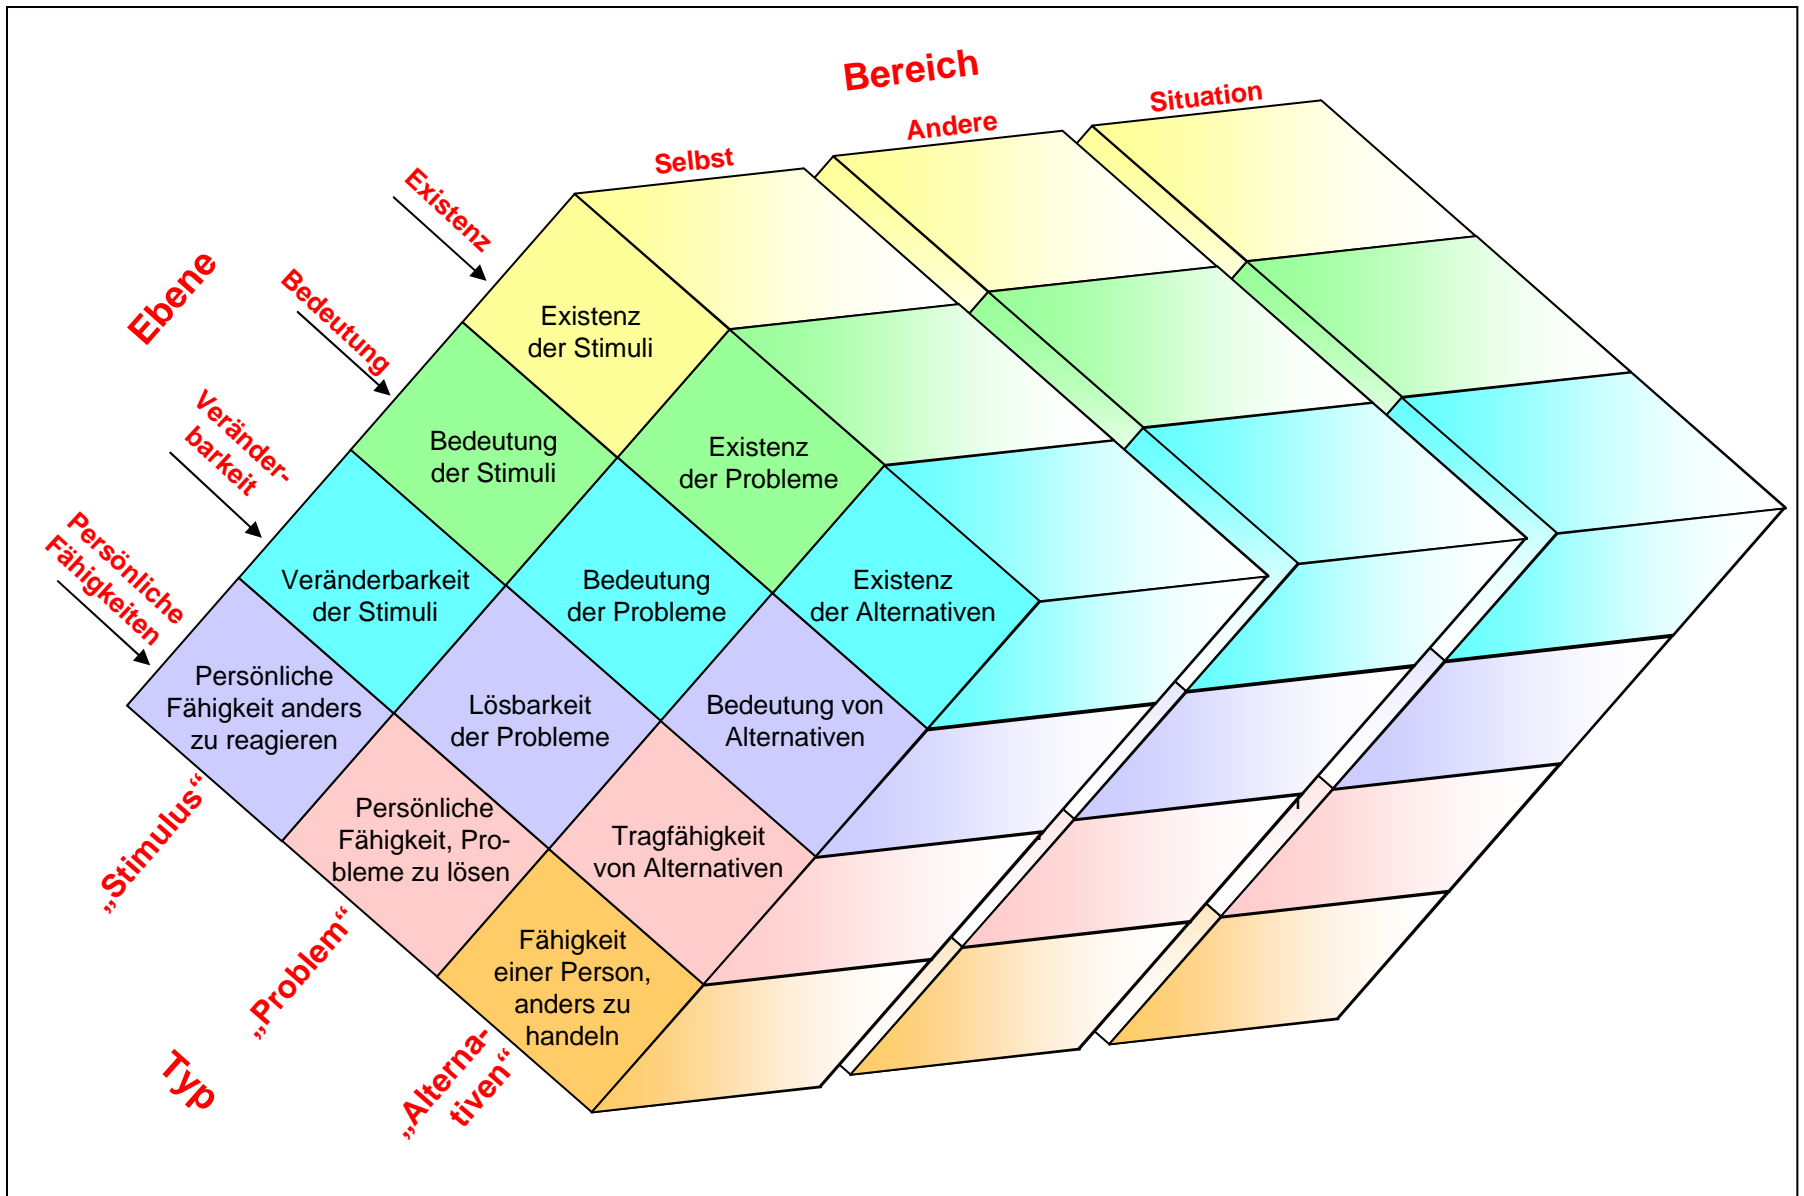 Bereich
Selbst
Andere
Situation
Ebene
Existenz
Bedeutung
Veränder-
barkeit
Persönliche
Fähigkeiten
Existenz
der Stimuli
Bedeutung
der Stimuli
Existenz
der Probleme
Veränderbarkeit
der Stimuli
Bedeutung
der Probleme
Existenz
der Alternativen
Persönliche
Fähigkeit anders
zu reagieren
Lösbarkeit
der Probleme
Bedeutung von
Alternativen
Persönliche
Fähigkeit, Pro-
bleme zu lösen
Tragfähigkeit
von Alternativen
Fähigkeit
einer Person,
anders zu
handeln
Typ
„Stimulus“
„Problem“
„Alterna-
tiven“